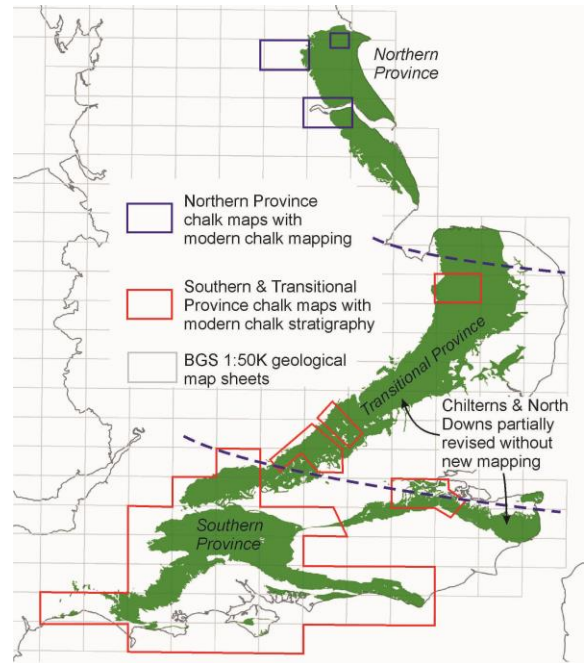 Northern
Province
Northern Province
chalk maps with
modern chalk mapping
Southern & Transitional
Province chalk maps with
modern chalk stratigraphy
BGS 1:50K geological
map sheets
Transitional Province
Chilterns & North
Downs partially
revised without
new mapping
Southern
Province